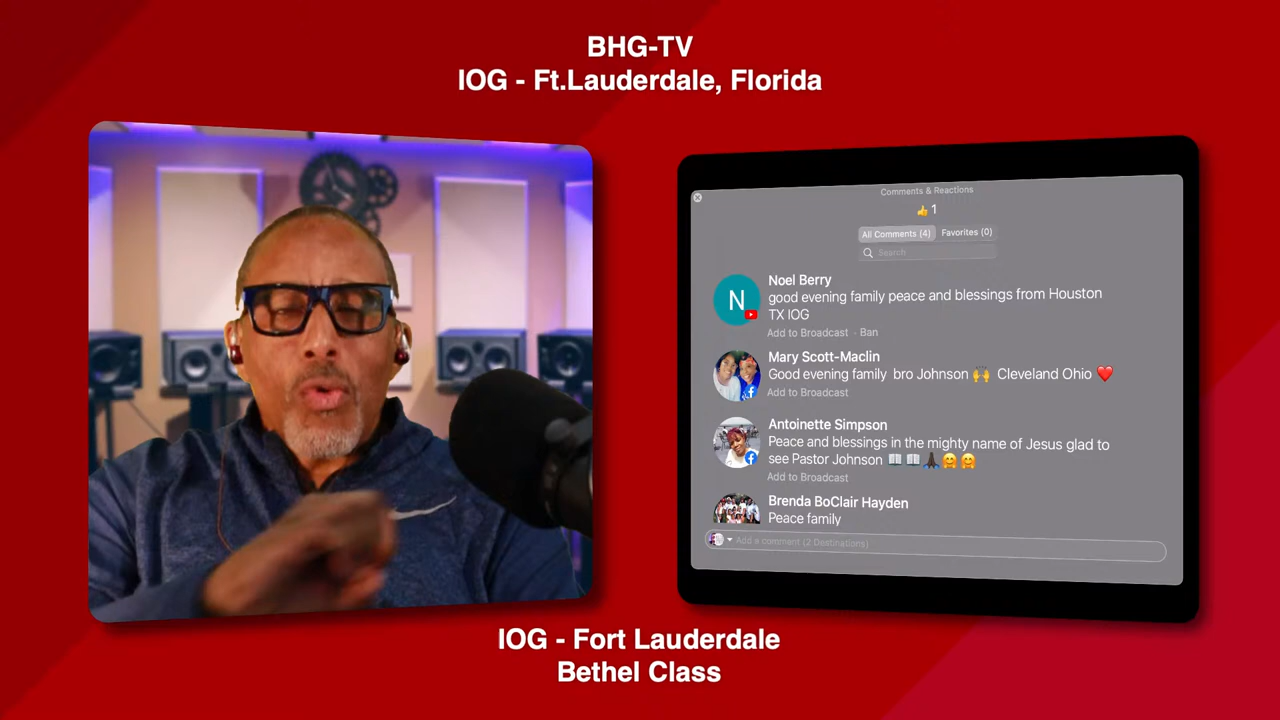 BHG-TV
IOG - Ft.Lauderdale, Florida
Comments & Reactions
👍 1
All Comments (4) Favorites (0)
Search
N
Noel Berry
good evening family peace and blessings from Houston
TX IOG
Add to Broadcast · Ban
Mary Scott-Maclin
Good evening family bro Johnson 🙌 Cleveland Ohio ❤️
Add to Broadcast
Antoinette Simpson
Peace and blessings in the mighty name of Jesus glad to
see Pastor Johnson 📖 📖 🙏🏿 🤗 🤗
Add to Broadcast
Brenda BoClair Hayden
Peace family
Add a comment (2 Destinations)
IOG - Fort Lauderdale
Bethel Class